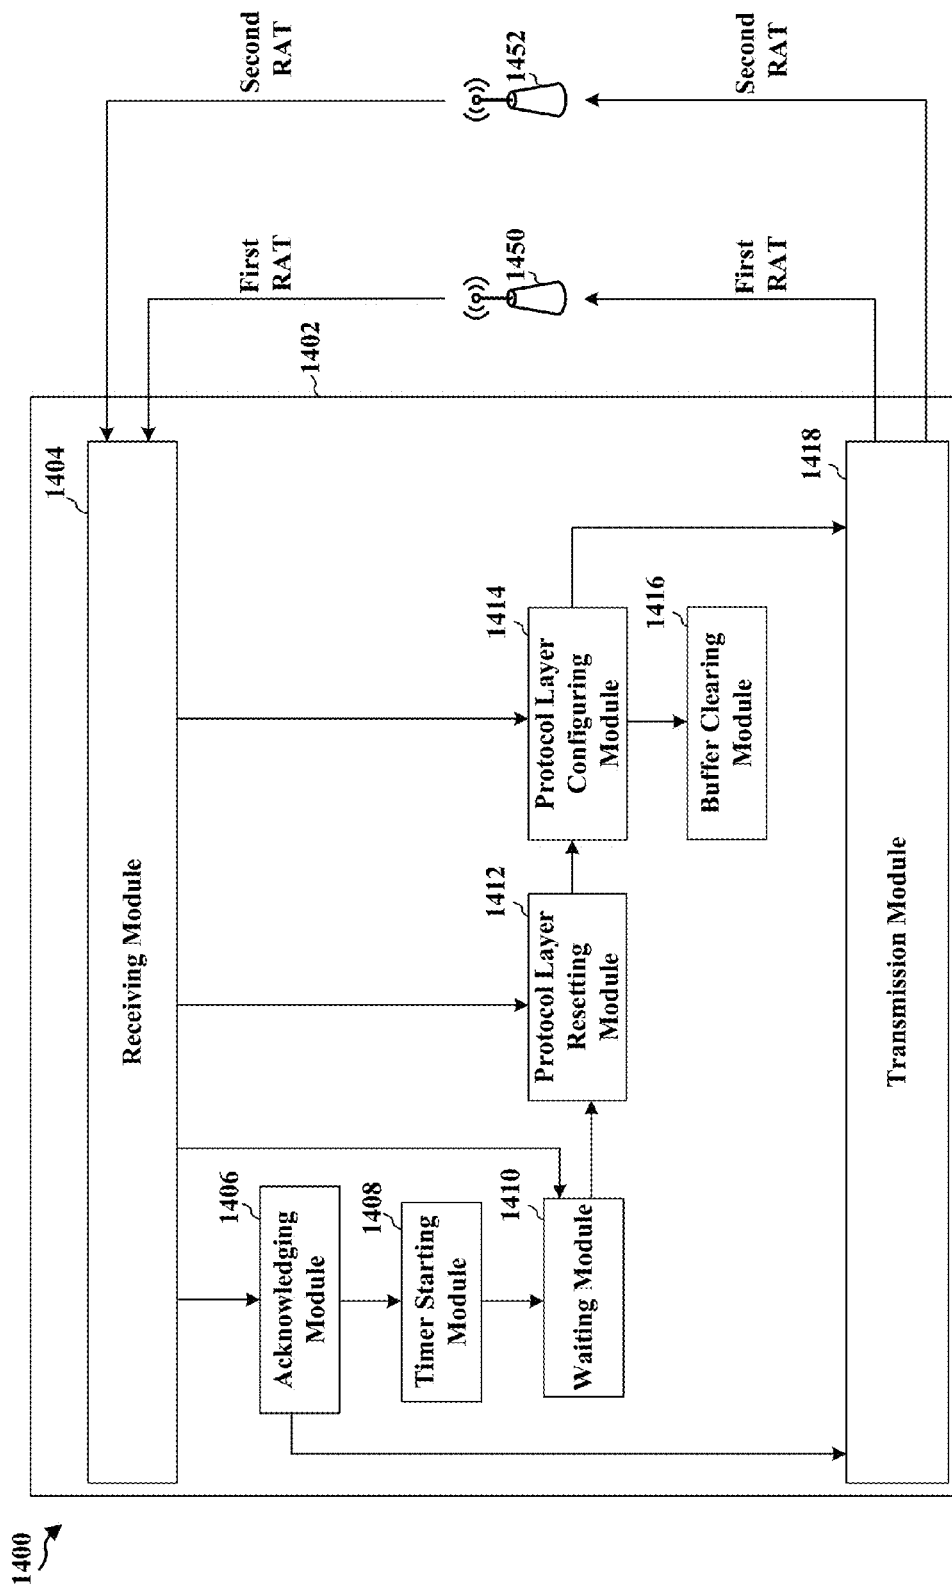 1400
1402
1404
Receiving Module
1406
Acknowledging
Module
1408
Timer Starting
Module
1410
Waiting Module
1412
Protocol Layer
Resetting
Module
1414
Protocol Layer
Configuring
Module
1416
Buffer Clearing
Module
1418
Transmission Module
First
RAT
Second
RAT
1450
1452
First
RAT
Second
RAT